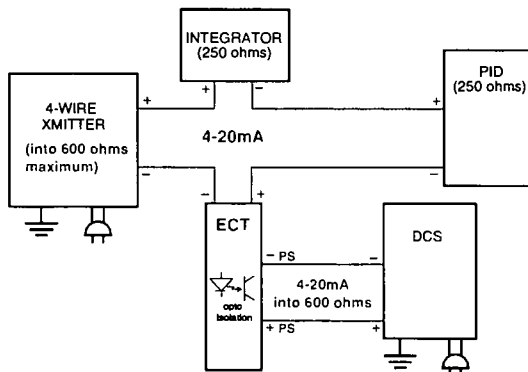 INTEGRATOR
(250 ohms)
+ −
4-WIRE
XMITTER
(into 600 ohms
maximum)
+
−
4-20mA
PID
(250 ohms)
+
−
− +
ECT
opto
isolation
− PS
+ PS
4-20mA
into 600 ohms
−
+
DCS